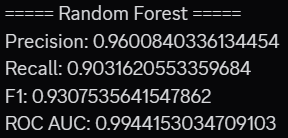 ===== Random Forest =====
Precision: 0.9600840336134454
Recall: 0.9031620553359684
F1: 0.9307535641547862
ROC AUC: 0.9944153034709103